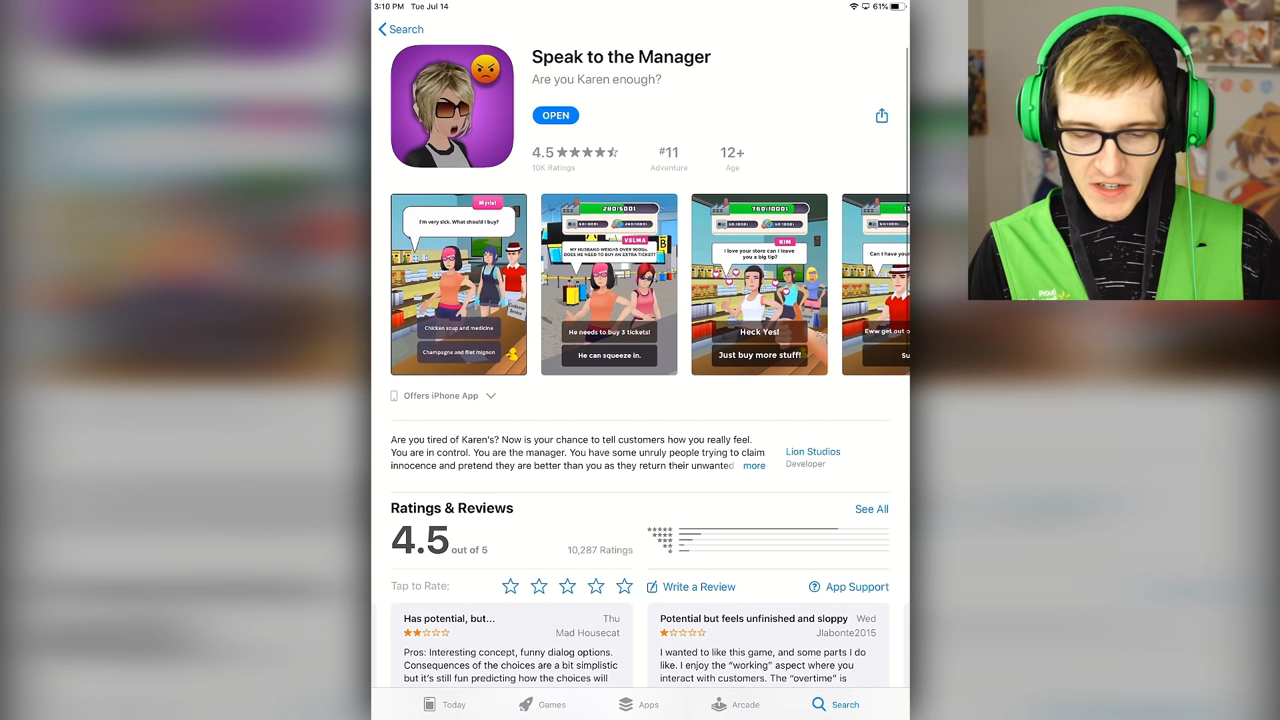 3:10 PM Tue Jul 14
61%
Search
Speak to the Manager
Are you Karen enough?
OPEN
4.5
10K Ratings
#11
Adventure
12+
Age
Myriel
I'm very sick. What should I buy?
Chicken soup and medicine
Champagne and filet mignon
VELMA
MY HUSBAND WEIGHS OVER 900lbs.
DOES HE NEED TO BUY AN EXTRA TICKET?
He needs to buy 3 tickets!
He can squeeze in.
KIM
I love your store can I leave
you a big tip?
Heck Yes!
Just buy more stuff!
Can I have your
Eww get out o
Su
Offers iPhone App
Are you tired of Karen's? Now is your chance to tell customers how you really feel.
You are in control. You are the manager. You have some unruly people trying to claim
innocence and pretend they are better than you as they return their unwanted more
Lion Studios
Developer
Ratings & Reviews
See All
4.5 out of 5
10,287 Ratings
Tap to Rate:
Write a Review
App Support
Has potential, but...
Thu
Mad Housecat
Pros: Interesting concept, funny dialog options.
Consequences of the choices are a bit simplistic
but it's still fun predicting how the choices will
Potential but feels unfinished and sloppy
Wed
Jlabonte2015
I wanted to like this game, and some parts I do
like. I enjoy the “working” aspect where you
interact with customers. The “overtime” is
Today
Games
Apps
Arcade
Search